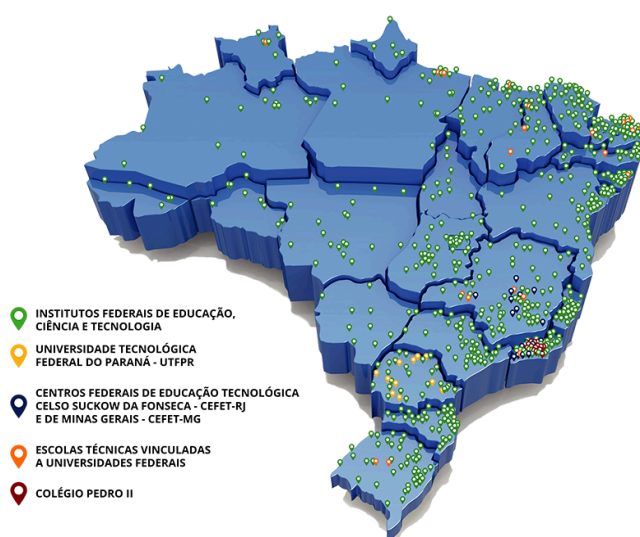 INSTITUTOS FEDERAIS DE EDUCAÇÃO,
CIÊNCIA E TECNOLOGIA
UNIVERSIDADE TECNOLÓGICA
FEDERAL DO PARANÁ - UTFPR
CENTROS FEDERAIS DE EDUCAÇÃO TECNOLÓGICA
CELSO SUCKOW DA FONSECA - CEFET-RJ
E DE MINAS GERAIS - CEFET-MG
ESCOLAS TÉCNICAS VINCULADAS
A UNIVERSIDADES FEDERAIS
COLÉGIO PEDRO II